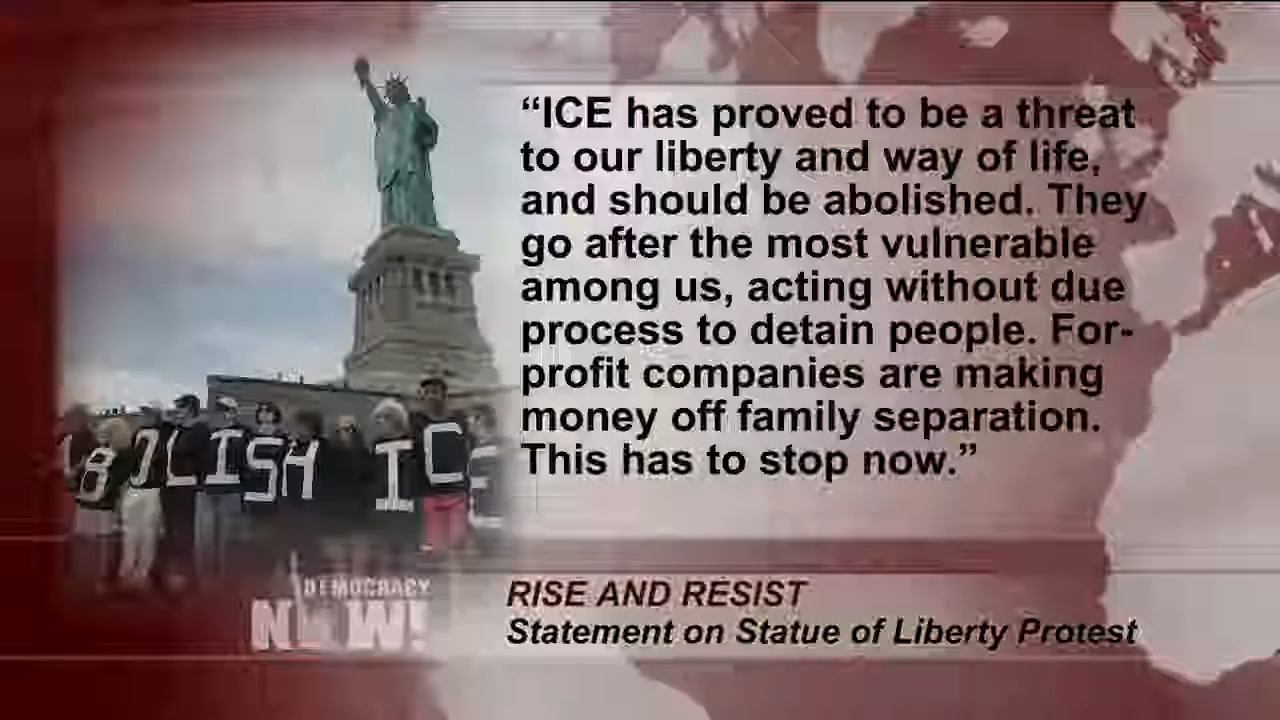 “ICE has proved to be a threat
to our liberty and way of life,
and should be abolished. They
go after the most vulnerable
among us, acting without due
process to detain people. For-
profit companies are making
money off family separation.
This has to stop now.”
ABOLISH ICE
DEMOCRACY
NOW!
RISE AND RESIST
Statement on Statue of Liberty Protest